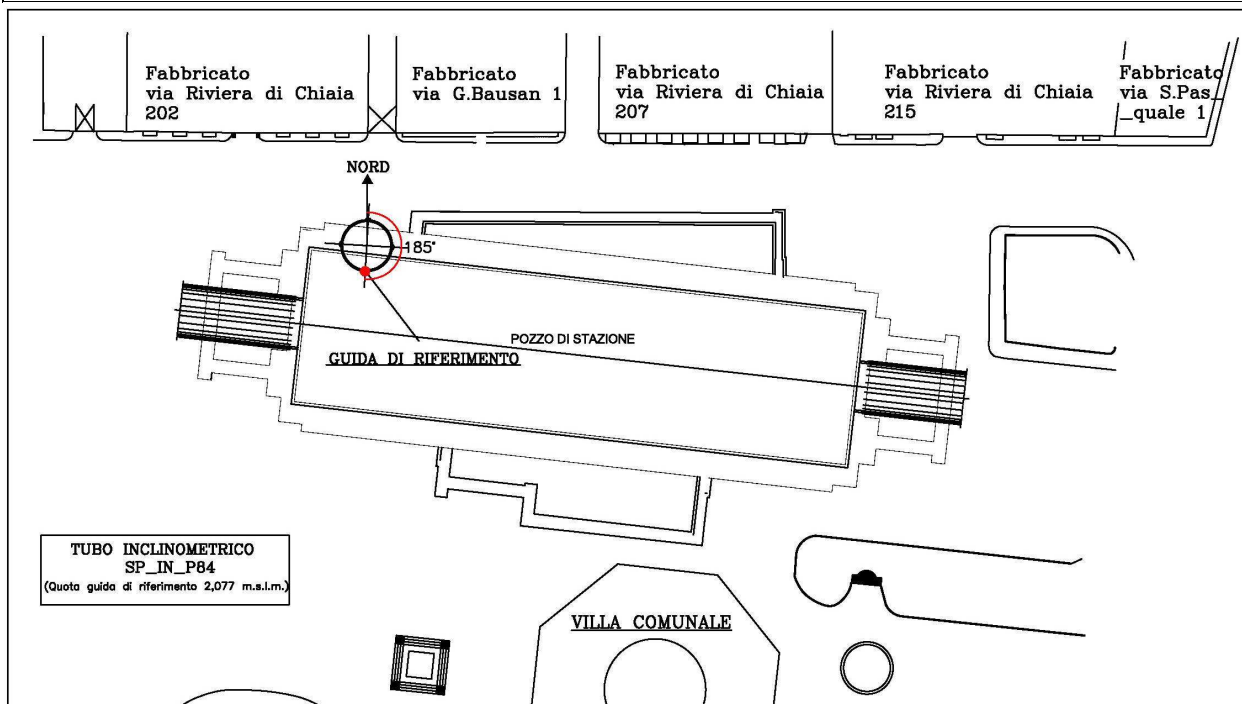 Fabbricato
via Riviera di Chiaia
202
Fabbricato
via G.Bausan 1
Fabbricato
via Riviera di Chiaia
207
Fabbricato
via Riviera di Chiaia
215
Fabbricato
via S.Pas
_quale 1
NORD
185°
POZZO DI STAZIONE
GUIDA DI RIFERIMENTO
TUBO INCLINOMETRICO
SP_IN_P84
(Quota guida di riferimento 2,077 m.s.l.m.)
VILLA COMUNALE